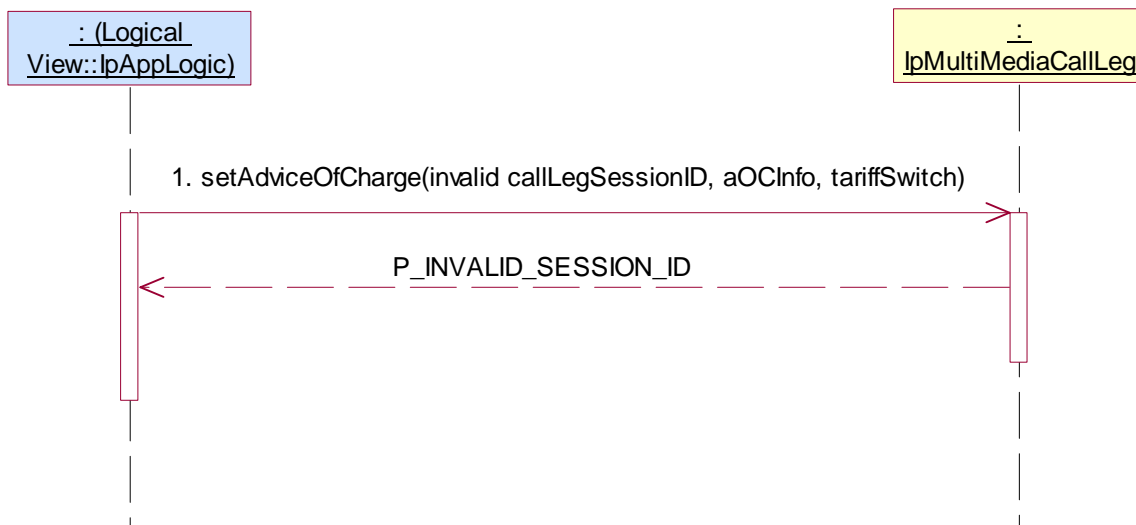 : (Logical
View::IpAppLogic)
:
IpMultiMediaCallLeg
1. setAdviceOfCharge(invalid callLegSessionID, aOCInfo, tariffSwitch)
P_INVALID_SESSION_ID